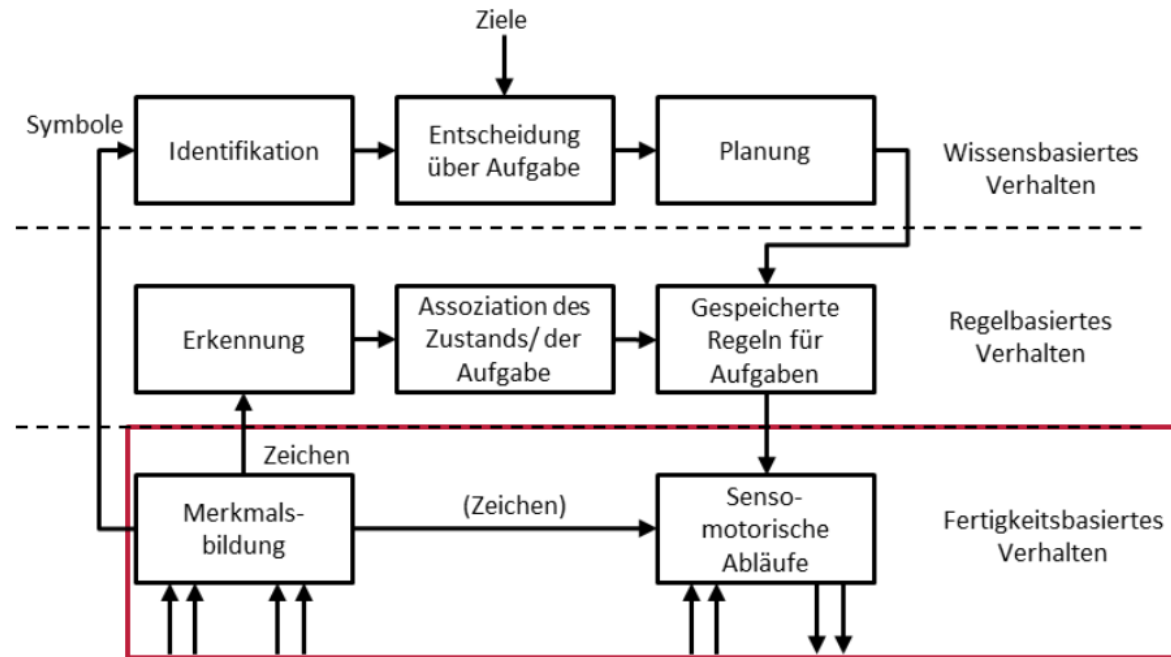 Ziele
Symbole
Identifikation
Entscheidung
über Aufgabe
Planung
Wissensbasiertes
Verhalten
Erkennung
Assoziation des
Zustands/ der
Aufgabe
Gespeicherte
Regeln für
Aufgaben
Regelbasiertes
Verhalten
Zeichen
Merkmals-
bildung
(Zeichen)
Senso-
motorische
Abläufe
Fertigkeitsbasiertes
Verhalten